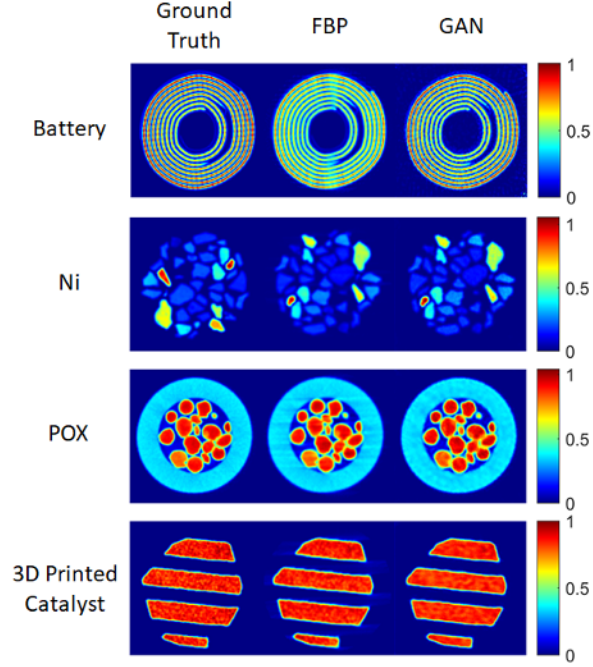 Ground
Truth
FBP
GAN
Battery
1
0.5
0
Ni
1
0.5
0
POX
1
0.5
0
3D Printed
Catalyst
1
0.5
0